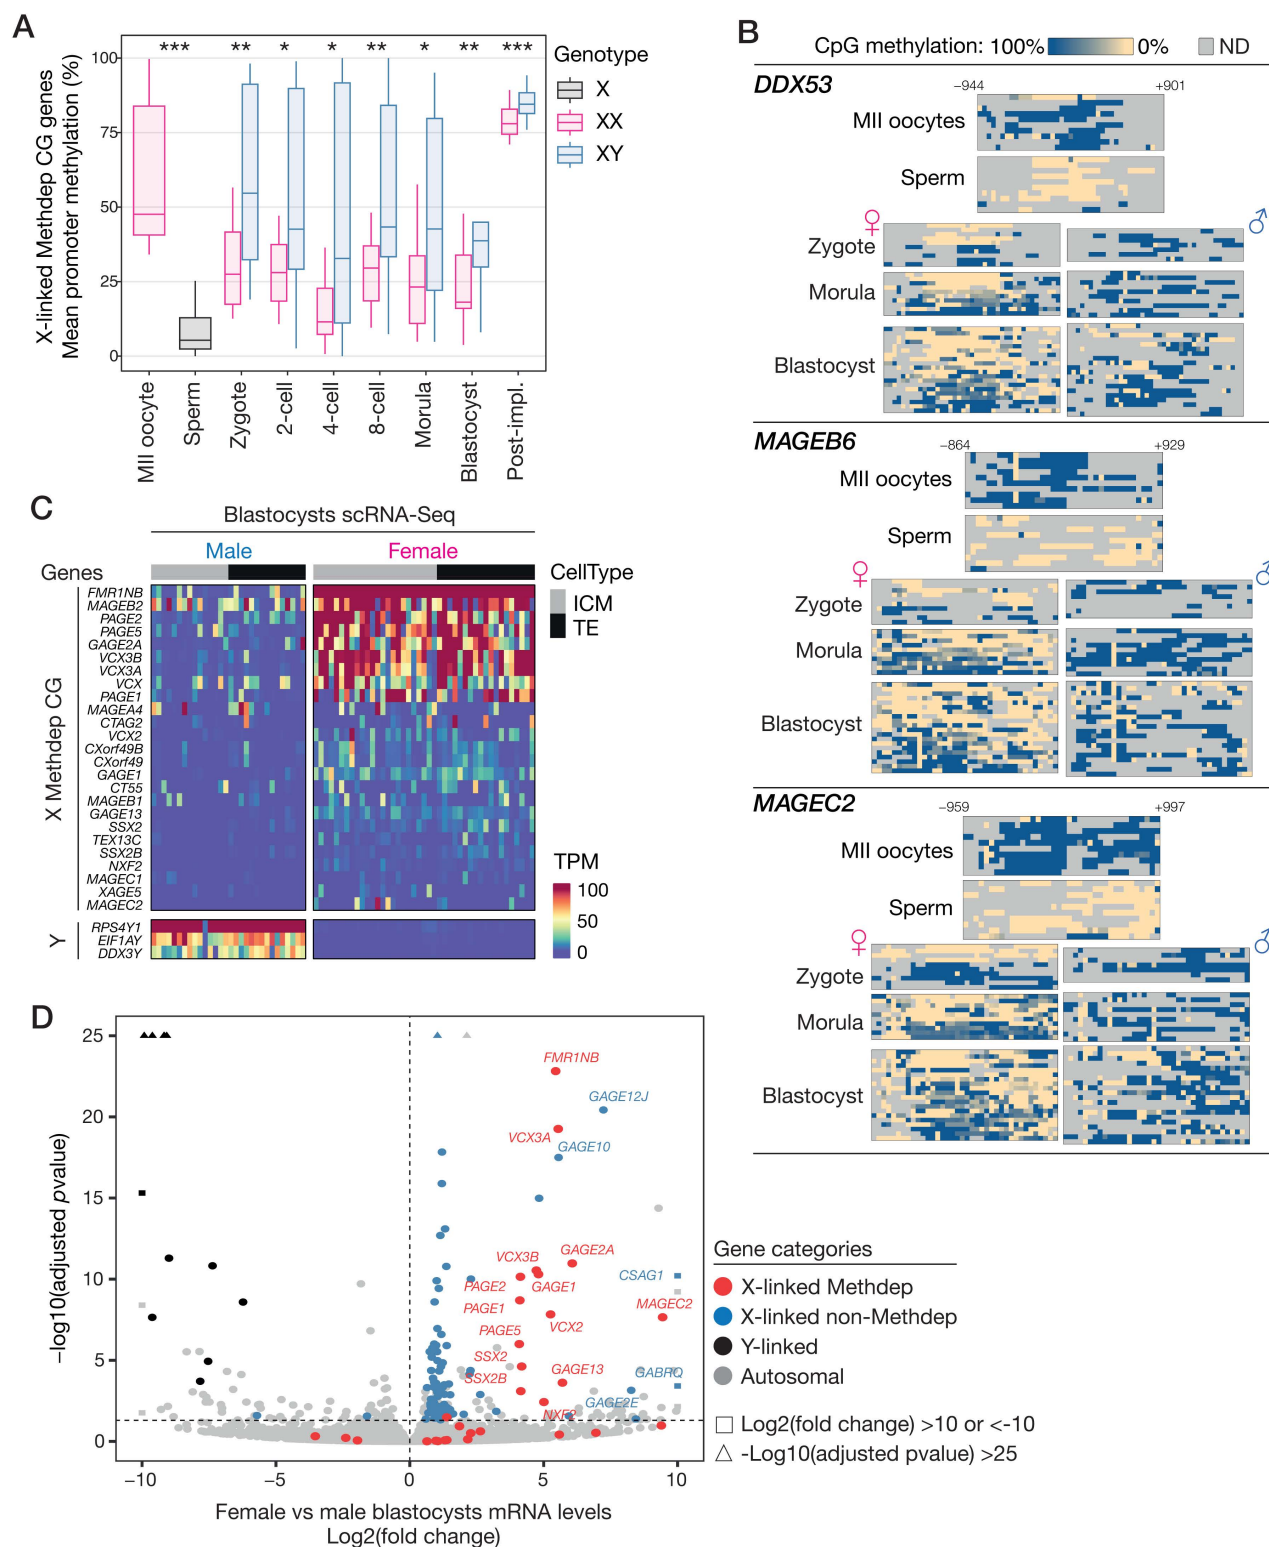 A
X-linked Methdep CG genes
Mean promoter methylation (%)
100
75
50
25
0
*** ** * * ** * ** ***
MII oocyte
Sperm
Zygote
2-cell
4-cell
8-cell
Morula
Blastocyst
Post-impl.
Genotype
X
XX
XY
B
CpG methylation: 100% 0% ND
DDX53
−944 +901
MII oocytes
Sperm
♀ ♂
Zygote
Morula
Blastocyst
MAGEB6
−864 +929
MII oocytes
Sperm
♀ ♂
Zygote
Morula
Blastocyst
MAGEC2
−959 +997
MII oocytes
Sperm
♀ ♂
Zygote
Morula
Blastocyst
C
Blastocysts scRNA-Seq
Male Female
Genes
CellType
ICM
TE
X Methdep CG
FMR1NB
MAGEB2
PAGE2
PAGE5
GAGE2A
VCX3B
VCX3A
VCX
PAGE1
MAGEA4
CTAG2
VCX2
CXorf49B
CXorf49
GAGE1
CT55
MAGEB1
GAGE13
SSX2
TEX13C
SSX2B
NXF2
MAGEC1
XAGE5
MAGEC2
Y
RPS4Y1
EIF1AY
DDX3Y
TPM
100
50
0
D
−log10(adjusted pvalue)
25
20
15
10
5
0
−10 −5 0 5 10
Female vs male blastocysts mRNA levels
Log2(fold change)
FMR1NB
GAGE12J
VCX3A
GAGE10
VCX3B
GAGE2A
PAGE2
GAGE1
CSAG1
PAGE1
MAGEC2
VCX2
PAGE5
SSX2
GAGE13
SSX2B
GABRQ
GAGE2E
NXF2
Gene categories
X-linked Methdep
X-linked non-Methdep
Y-linked
Autosomal
Log2(fold change) >10 or <-10
-Log10(adjusted pvalue) >25